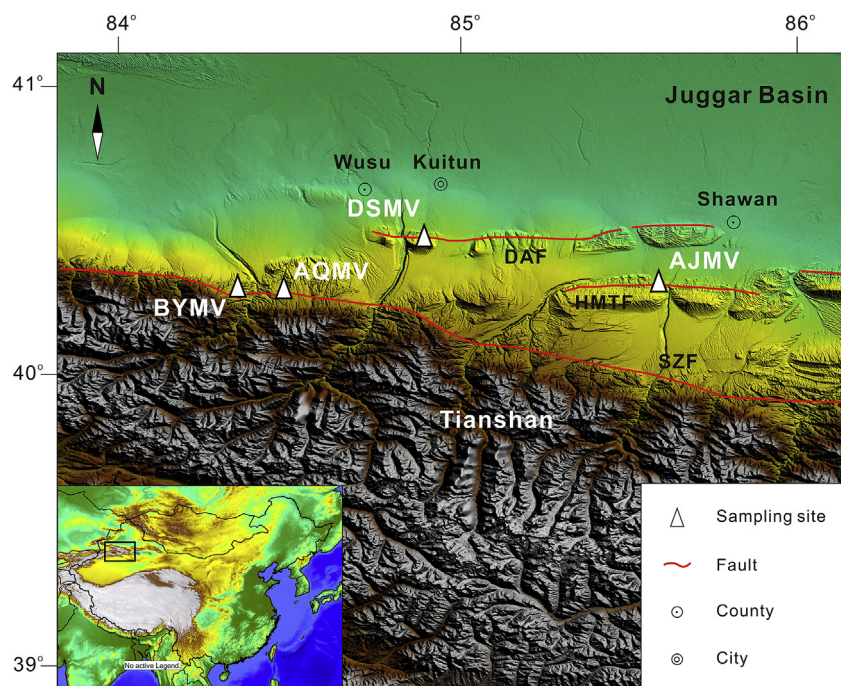 84°
85°
86°
41°
N
Juggar Basin
Wusu
Kuitun
DSMV
Shawan
DAF
AJMV
AQMV
BYMV
HMTF
SZF
40°
Tianshan
Sampling site
Fault
County
City
No active Legend.
39°